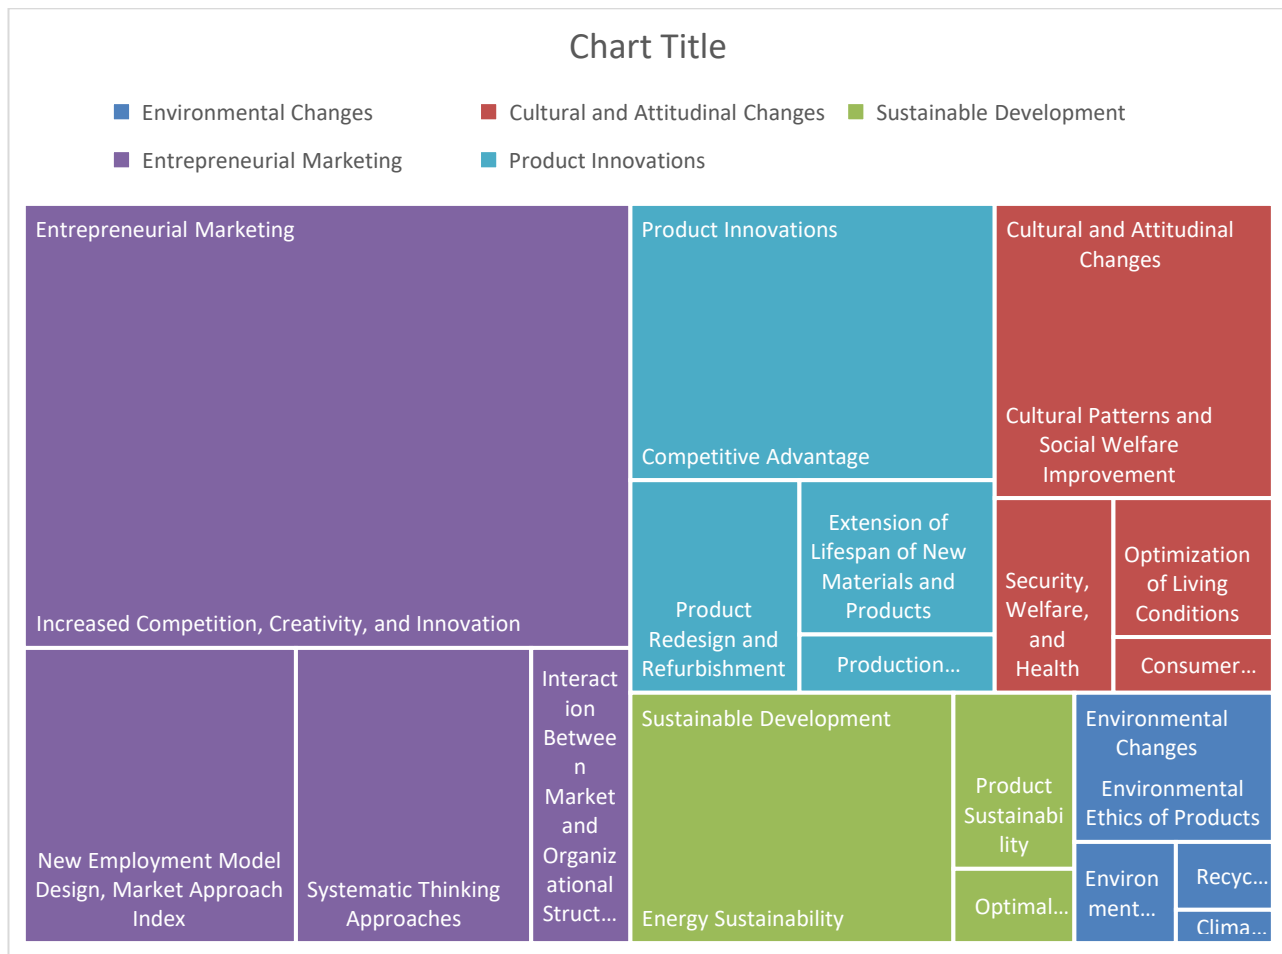 Chart Title
Environmental Changes
Cultural and Attitudinal Changes
Sustainable Development
Entrepreneurial Marketing
Product Innovations
Entrepreneurial Marketing
Increased Competition, Creativity, and Innovation
New Employment Model
Design, Market Approach
Index
Systematic Thinking
Approaches
Interact
ion
Betwee
n
Market
and
Organiz
ational
Struct...
Product Innovations
Competitive Advantage
Product
Redesign and
Refurbishment
Extension of
Lifespan of New
Materials and
Products
Production...
Cultural and Attitudinal
Changes
Cultural Patterns and
Social Welfare
Improvement
Security,
Welfare,
and
Health
Optimization
of Living
Conditions
Consumer...
Sustainable Development
Energy Sustainability
Product
Sustainabi
lity
Optimal...
Environmental
Changes
Environmental
Ethics of Products
Environ
ment...
Recyc...
Clima...